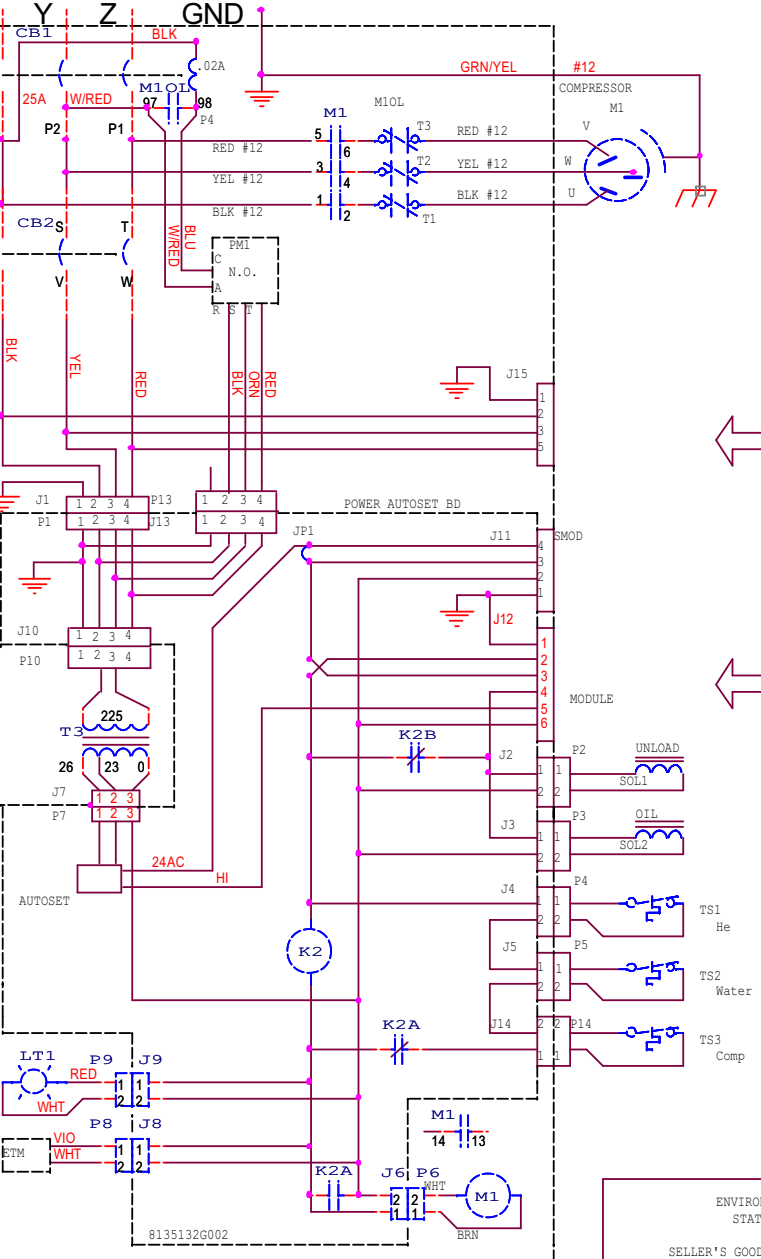 Y Z GND
CB1 BLK
.02A
GRN/YEL #12
COMPRESSOR
M1OL
25A W/RED 97 98
P4
M1 M1OL M1
P2 P1
V
5 T3 RED #12
RED #12 6
3 T2 YEL #12 W
YEL #12 4
1 BLK #12 U
BLK #12 2 T1
CB2 S T
W/RED BLU
PM1
C
N.O.
V W A
R S T
BLK YEL RED BLK ORN RED
J15
1
2
3
5
J1 1 2 3 4 P13 1 2 3 4
P1 1 2 3 4 J13 1 2 3 4
POWER AUTOSET BD
JP1 J11 SMOD
4
3
2
1
J12
J10 1 2 3 4
1
P10 1 2 3 4
2
3
4
MODULE
5
6
225
T3
K2B
26 23 0
J2 P2 UNLOAD
1 1
SOL1
2 2
J7 1 2 3
P7 1 2 3
J3 P3 OIL
1 1
SOL2
2 2
24AC
HI
AUTOSET
J4 P4
1 1
TS1
2 2
He
K2
J5 P5
1 1
TS2
2 2
Water
K2A
J14 2 2 P14
TS3
1 1
Comp
LT1 P9 J9
RED 1 1
WHT 2 2
P8 J8
M1
14 13
ETM VIO 1 1
WHT 2 2
K2A J6 P6
WHT
2 2
M1
1 1
BRN
8135132G002
ENVIRO
STAT
SELLER'S GOOD